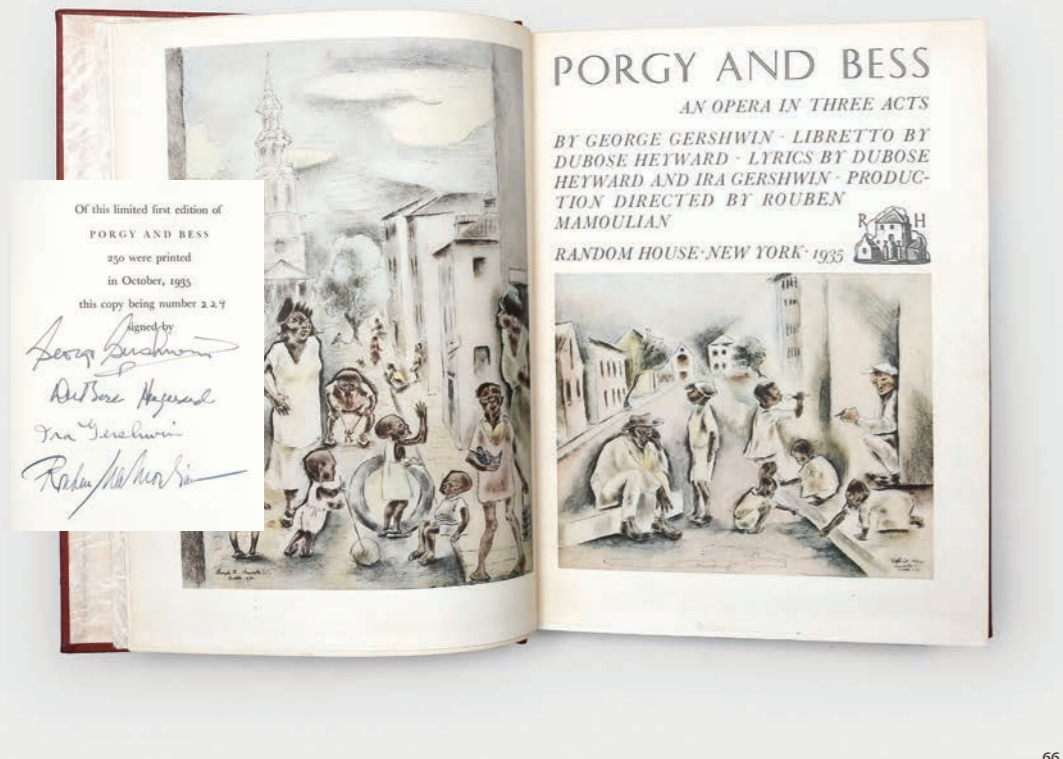 PORGY AND BESS
AN OPERA IN THREE ACTS
BY GEORGE GERSHWIN · LIBRETTO BY
DUBOSE HEYWARD · LYRICS BY DUBOSE
HEYWARD AND IRA GERSHWIN · PRODUC-
TION DIRECTED BY ROUBEN
MAMOULIAN
R H
RANDOM HOUSE · NEW YORK · 1935
Of this limited first edition of
PORGY AND BESS
250 were printed
in October, 1935
this copy being number 224
signed by
George Gershwin
DuBose Heyward
Ira Gershwin
Rouben Mamoulian
66